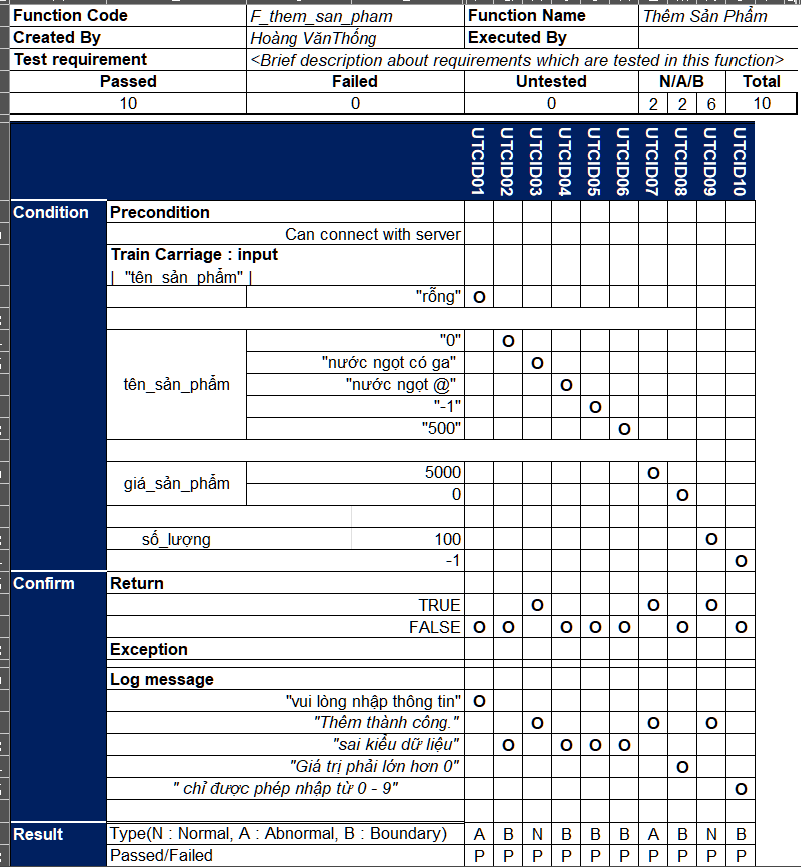 Function Code F_them_san_pham Function Name Thêm Sản Phẩm
Created By Hoàng VănThống Executed By
Test requirement <Brief description about requirements which are tested in this function>
Passed Failed Untested N/A/B Total
10 0 0 2 2 6 10
UTCID01 UTCID02 UTCID03 UTCID04 UTCID05 UTCID06 UTCID07 UTCID08 UTCID09 UTCID10
Condition Precondition
Can connect with server
Train Carriage : input
| "tên_sản_phẩm" |
"rỗng" O
"0" O
"nước ngọt có ga" O
tên_sản_phẩm "nước ngọt @" O
"-1" O
"500" O
giá_sản_phẩm 5000 O
0 O
số_lượng 100 O
-1 O
Confirm Return
TRUE O O O
FALSE O O O O O O O
Exception
Log message
"vui lòng nhập thông tin" O
"Thêm thành công." O O O
"sai kiểu dữ liệu" O O O O
"Giá trị phải lớn hơn 0" O
" chỉ được phép nhập từ 0 - 9" O
Result Type(N : Normal, A : Abnormal, B : Boundary) A B N B B B A B N B
Passed/Failed P P P P P P P P P P